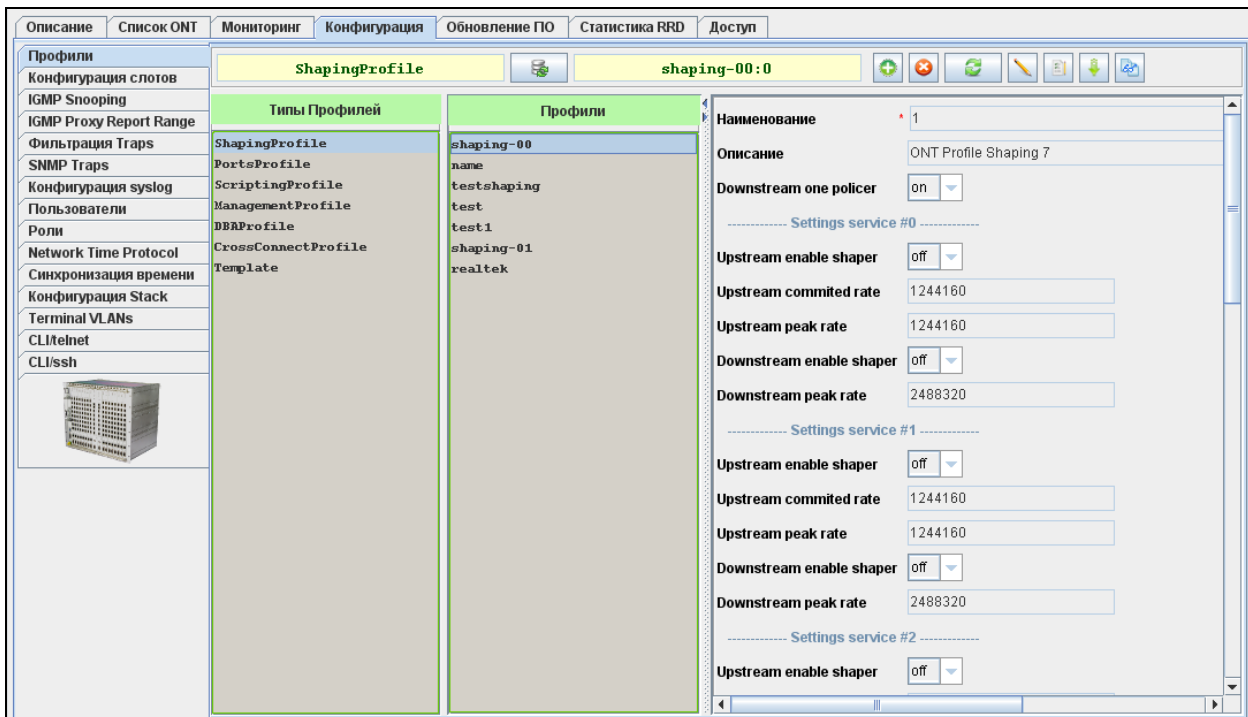 Описание Список ONT Мониторинг Конфигурация Обновление ПО Статистика RRD Доступ
Профили
Конфигурация слотов
IGMP Snooping
IGMP Proxy Report Range
Фильтрация Traps
SNMP Traps
Конфигурация syslog
Пользователи
Роли
Network Time Protocol
Синхронизация времени
Конфигурация Stack
Terminal VLANs
CLI/telnet
CLI/ssh
ShapingProfile shaping-00:0
Типы Профилей
ShapingProfile
PortsProfile
ScriptingProfile
ManagementProfile
DBAProfile
CrossConnectProfile
Template
Профили
shaping-00
name
testshaping
test
test1
shaping-01
realtek
Наименование * 1
Описание ONT Profile Shaping 7
Downstream one policer on
------------- Settings service #0 -------------
Upstream enable shaper off
Upstream commited rate 1244160
Upstream peak rate 1244160
Downstream enable shaper off
Downstream peak rate 2488320
------------- Settings service #1 -------------
Upstream enable shaper off
Upstream commited rate 1244160
Upstream peak rate 1244160
Downstream enable shaper off
Downstream peak rate 2488320
------------- Settings service #2 -------------
Upstream enable shaper off